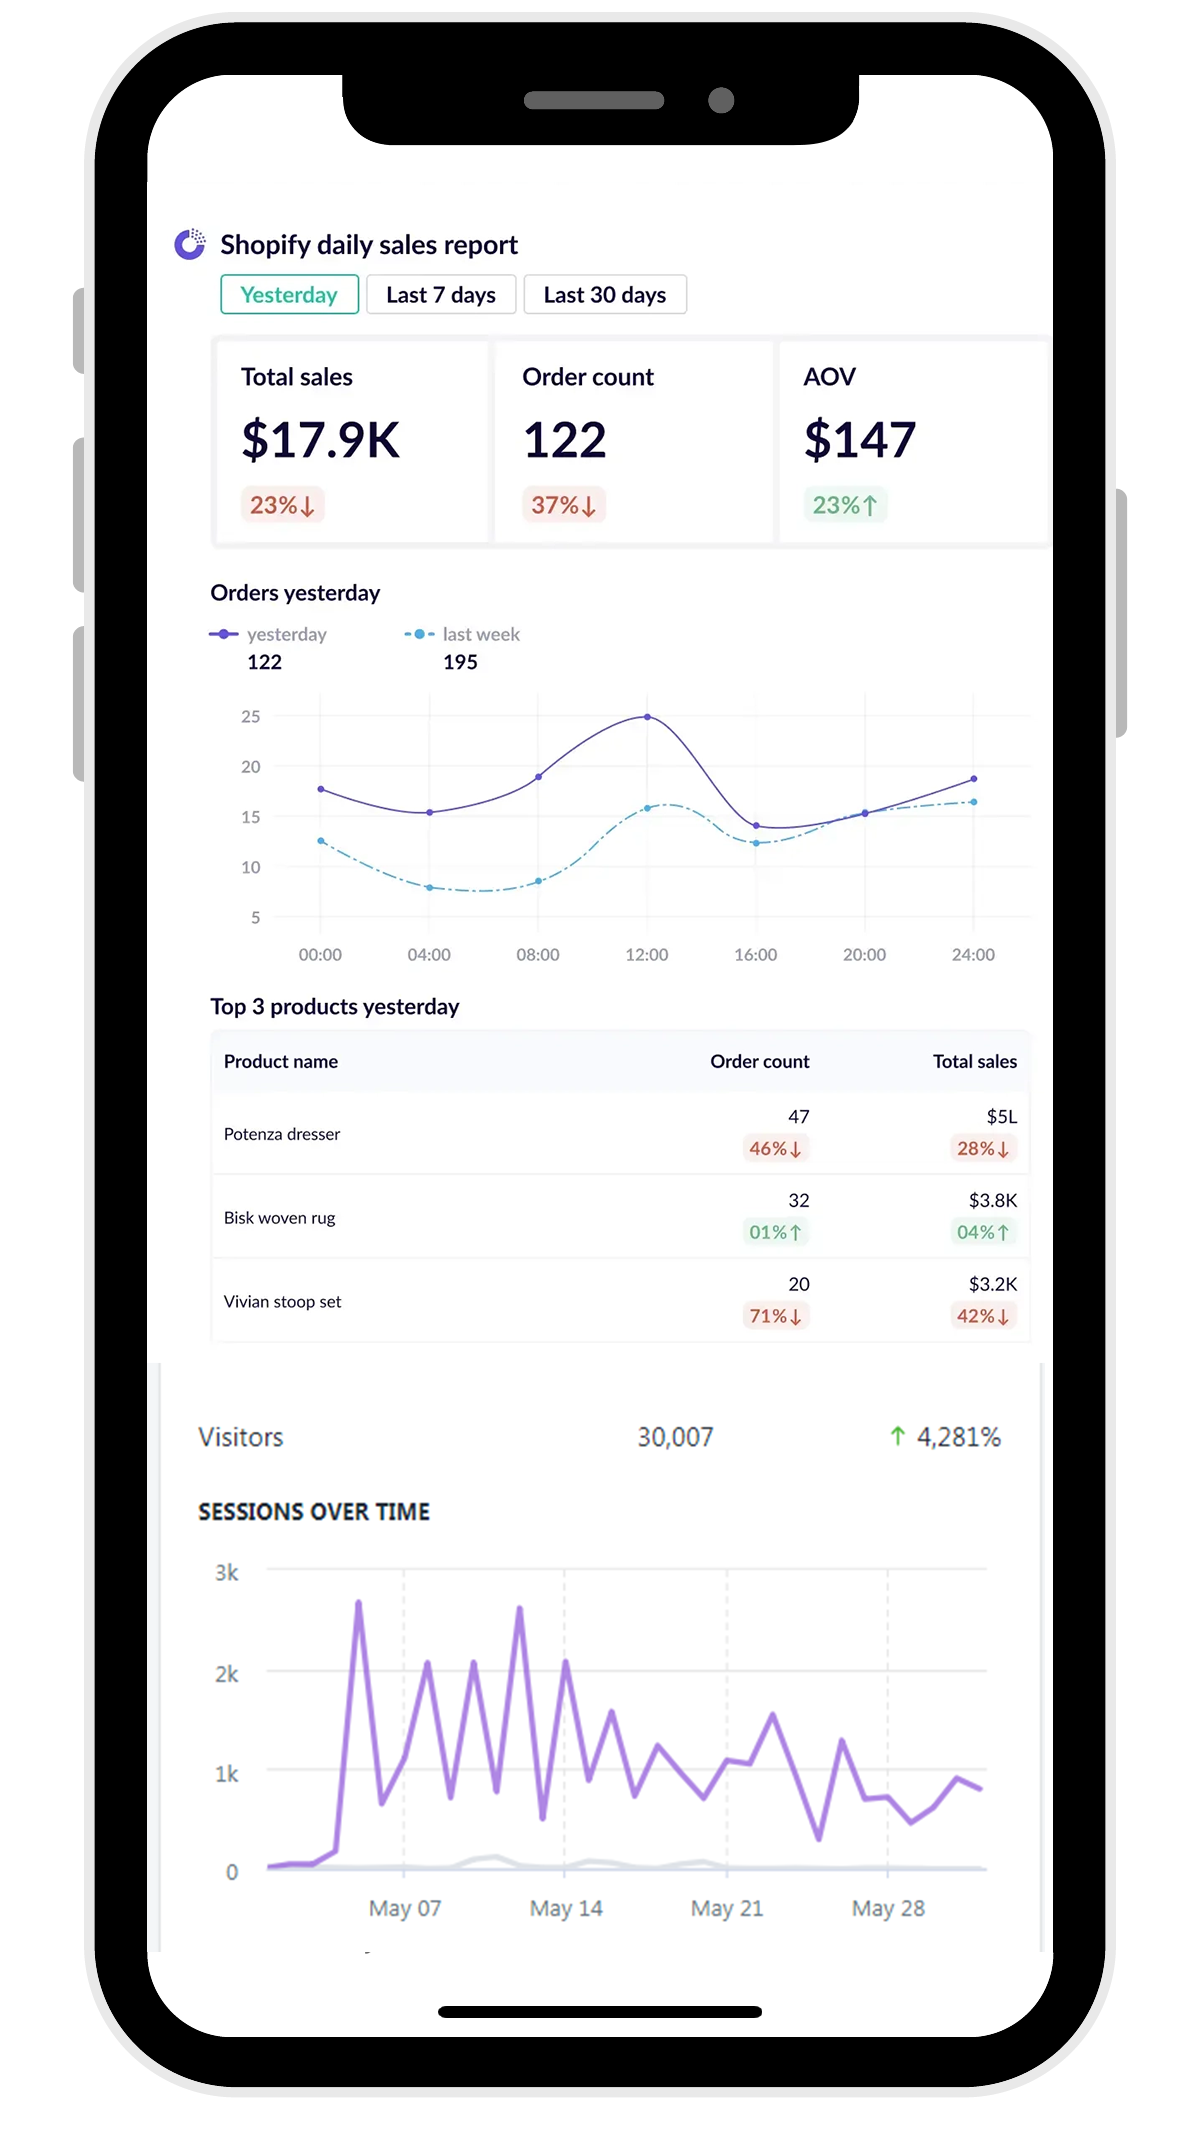 Shopify daily sales report
Yesterday Last 7 days Last 30 days
Total sales Order count AOV
$17.9K 122 $147
23%↓ 37%↓ 23%↑
Orders yesterday
yesterday last week
122 195
25
20
15
10
5
00:00 04:00 08:00 12:00 16:00 20:00 24:00
Top 3 products yesterday
Product name Order count Total sales
Potenza dresser 47 $5L
46%↓ 28%↓
Bisk woven rug 32 $3.8K
01%↑ 04%↑
Vivian stoop set 20 $3.2K
71%↓ 42%↓
Visitors 30,007 ↑ 4,281%
SESSIONS OVER TIME
3k
2k
1k
0
May 07 May 14 May 21 May 28